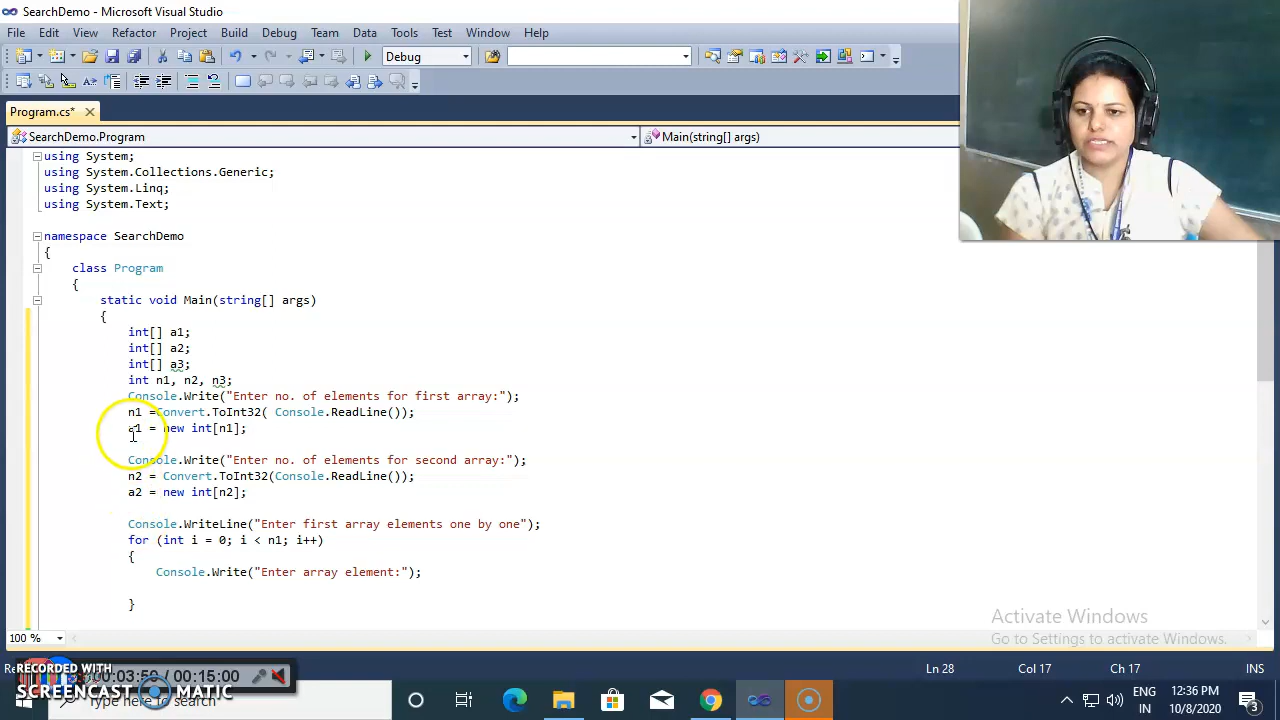 SearchDemo - Microsoft Visual Studio
File Edit View Refactor Project Build Debug Team Data Tools Test Window Help
Debug
Program.cs*
SearchDemo.Program Main(string[] args)
using System;
using System.Collections.Generic;
using System.Linq;
using System.Text;
namespace SearchDemo
{
class Program
{
static void Main(string[] args)
{
int[] a1;
int[] a2;
int[] a3;
int n1, n2, n3;
Console.Write("Enter no. of elements for first array:");
n1 =Convert.ToInt32( Console.ReadLine());
a1 = new int[n1];
Console.Write("Enter no. of elements for second array:");
n2 = Convert.ToInt32(Console.ReadLine());
a2 = new int[n2];
Console.WriteLine("Enter first array elements one by one");
for (int i = 0; i < n1; i++)
{
Console.Write("Enter array element:");
}
Activate Windows
Go to Settings to activate Windows.
100 %
Ln 28 Col 17 Ch 17 INS
RECORDED WITH
SCREENCAST MATIC
:03:50 / 00:15:00
Type here to search
ENG
IN
12:36 PM
10/8/2020
3